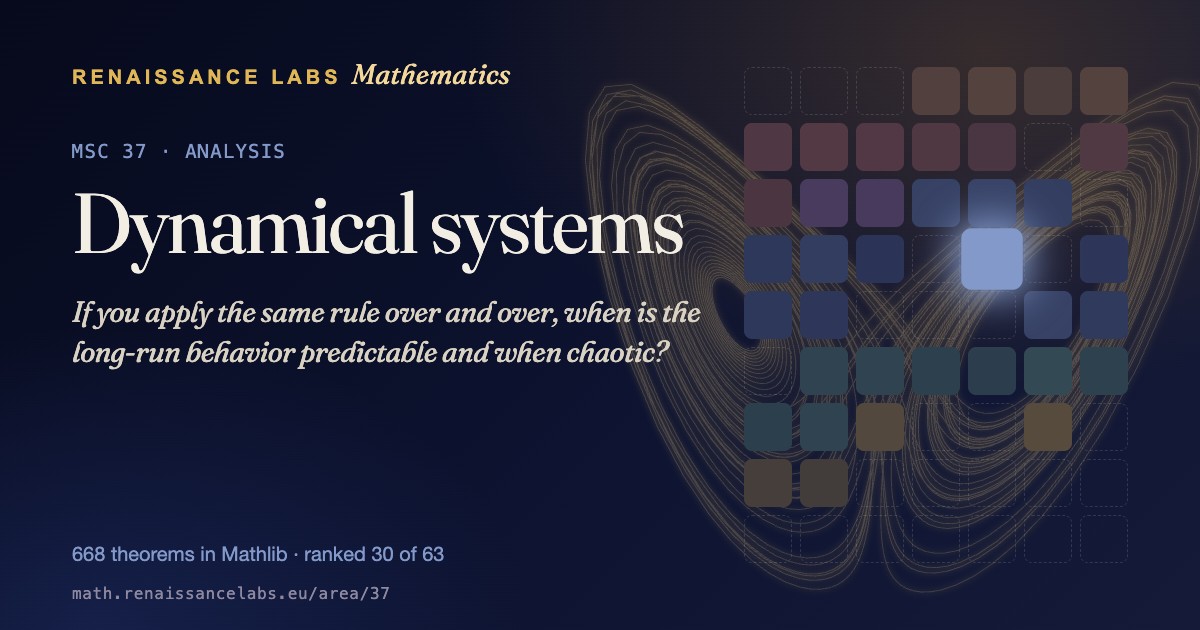 RENAISSANCE LABS Mathematics
MSC 37 · ANALYSIS
Dynamical systems
If you apply the same rule over and over, when is the
long-run behavior predictable and when chaotic?
668 theorems in Mathlib · ranked 30 of 63
math.renaissancelabs.eu/area/37